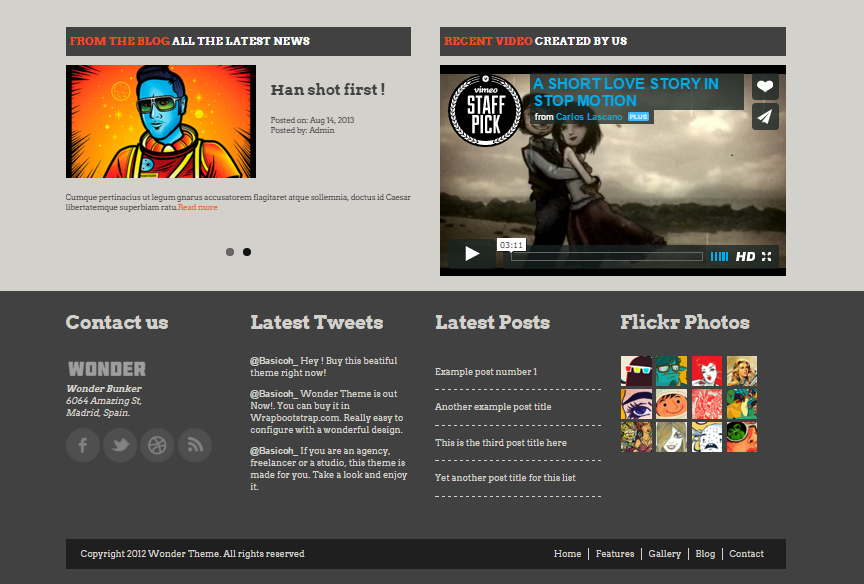 FROM THE BLOG ALL THE LATEST NEWS
Han shot first !
Posted on: Aug 14, 2013
Posted by: Admin
Cumque pertinacius ut legum gnarus accusatorem flagitaret atque sollemnia, doctus id Caesar
libertatemque superbiam ratu.Read more
RECENT VIDEO CREATED BY US
vimeo
STAFF
PICK
A SHORT LOVE STORY IN
STOP MOTION
from Carlos Lascano PLUS
03:11
HD
Contact us
WONDER
Wonder Bunker
6064 Amazing St,
Madrid, Spain.
Latest Tweets
@Basicoh_ Hey ! Buy this beatiful
theme right now!
@Basicoh_ Wonder Theme is out
Now!. You can buy it in
Wrapbootstrap.com. Really easy to
configure with a wonderful design.
@Basicoh_ If you are an agency,
freelancer or a studio, this theme is
made for you. Take a look and enjoy
it.
Latest Posts
Example post number 1
Another example post title
This is the third post title here
Yet another post title for this list
Flickr Photos
Copyright 2012 Wonder Theme. All rights reserved
Home | Features | Gallery | Blog | Contact